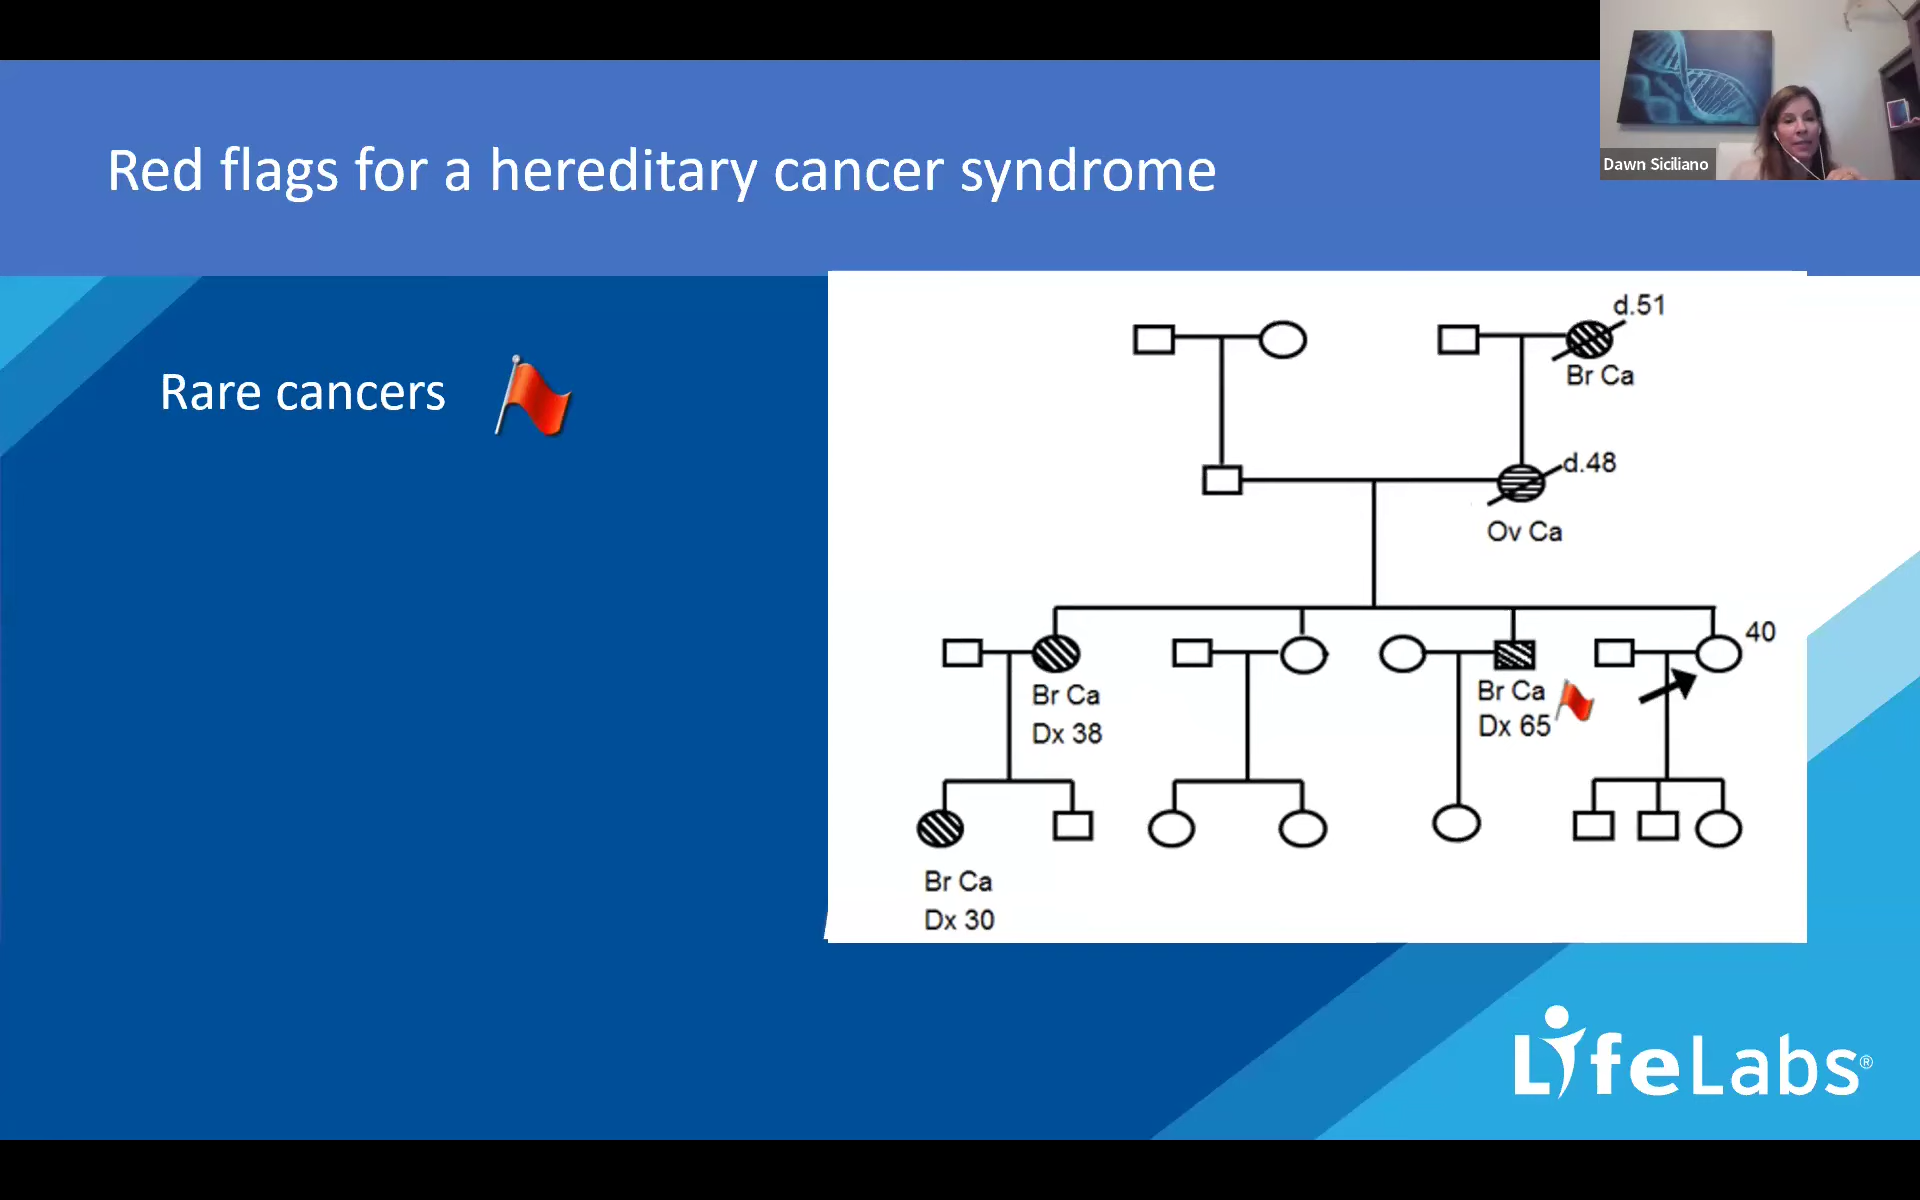 Dawn Siciliano
Red flags for a hereditary cancer syndrome
Rare cancers
d.51
Br Ca
d.48
Ov Ca
40
Br Ca
Dx 38
Br Ca
Dx 65
Br Ca
Dx 30
LifeLabs®